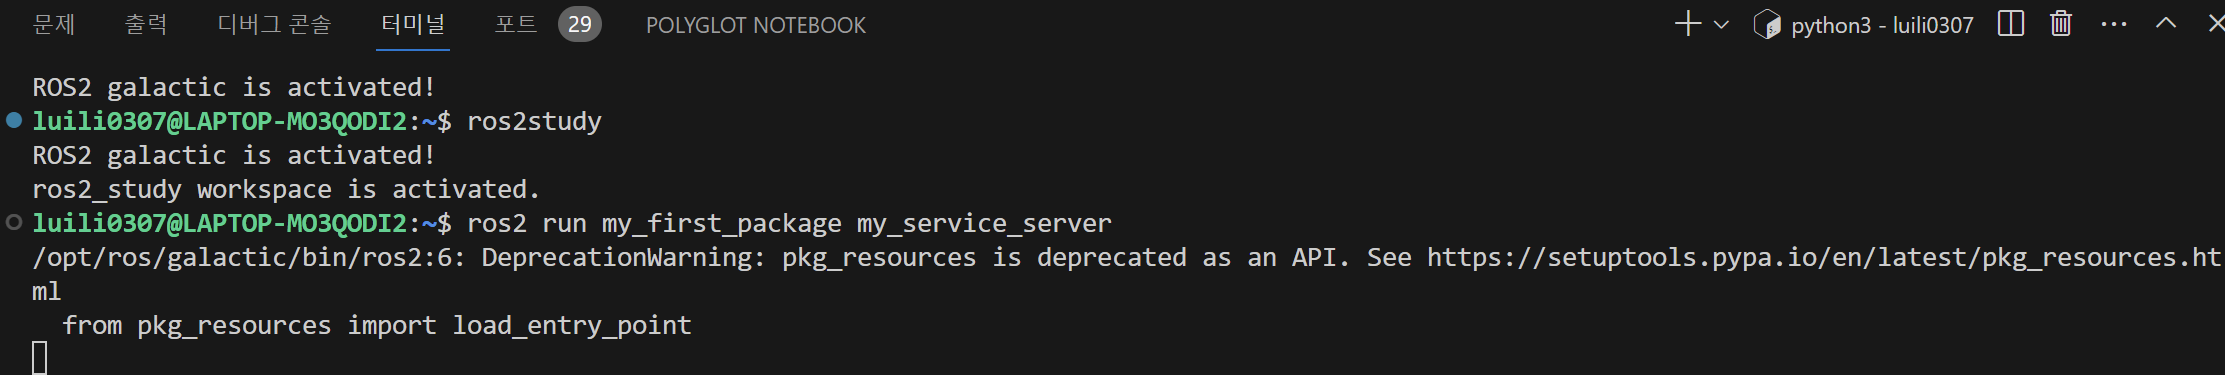 문제 출력 디버그 콘솔 터미널 포트 29 POLYGLOT NOTEBOOK python3 - luili0307
ROS2 galactic is activated!
luili0307@LAPTOP-MO3QODI2:~$ ros2study
ROS2 galactic is activated!
ros2_study workspace is activated.
luili0307@LAPTOP-MO3QODI2:~$ ros2 run my_first_package my_service_server
/opt/ros/galactic/bin/ros2:6: DeprecationWarning: pkg_resources is deprecated as an API. See https://setuptools.pypa.io/en/latest/pkg_resources.ht
ml
  from pkg_resources import load_entry_point